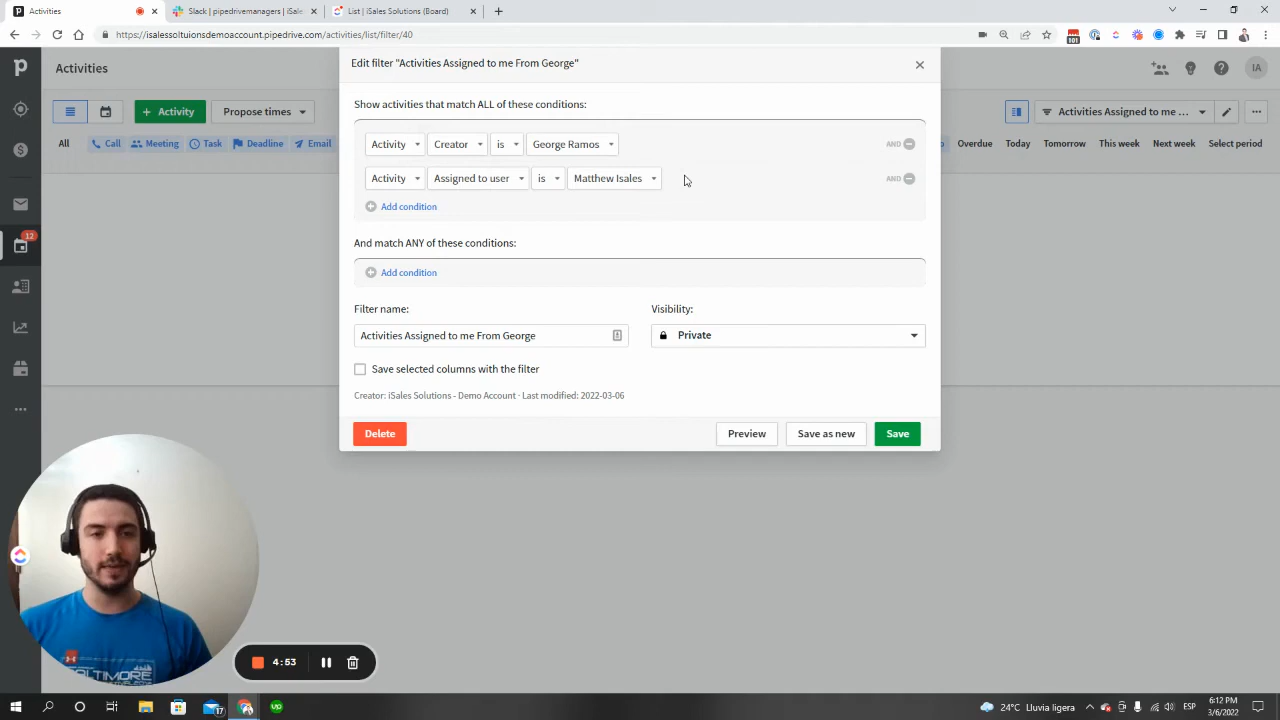 Activities
Slack | pipedrivemanagers | iSale
List | iSales Solutions (Board)
https://isalessoltuionsdemoaccount.pipedrive.com/activities/list/filter/40
101
Activities
IA
+ Activity
Propose times
Activities Assigned to me ...
All
Call
Meeting
Task
Deadline
Email
Overdue
Today
Tomorrow
This week
Next week
Select period
12
Edit filter "Activities Assigned to me From George"
Show activities that match ALL of these conditions:
Activity
Creator
is
George Ramos
AND
Activity
Assigned to user
is
Matthew Isales
AND
Add condition
And match ANY of these conditions:
Add condition
Filter name:
Visibility:
Activities Assigned to me From George
Private
Save selected columns with the filter
Creator: iSales Solutions - Demo Account · Last modified: 2022-03-06
Delete
Preview
Save as new
Save
4:53
17
24°C Lluvia ligera
ESP
6:12 PM
3/6/2022